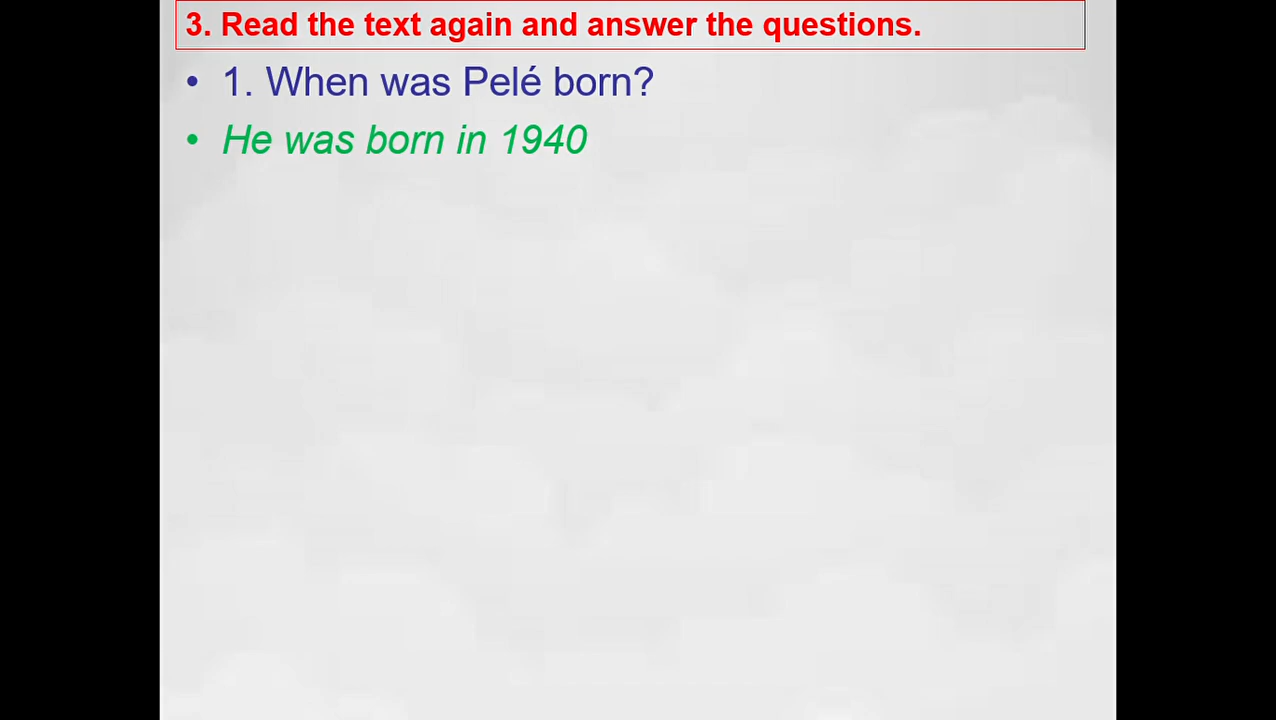 3. Read the text again and answer the questions.
• 1. When was Pelé born?
• He was born in 1940